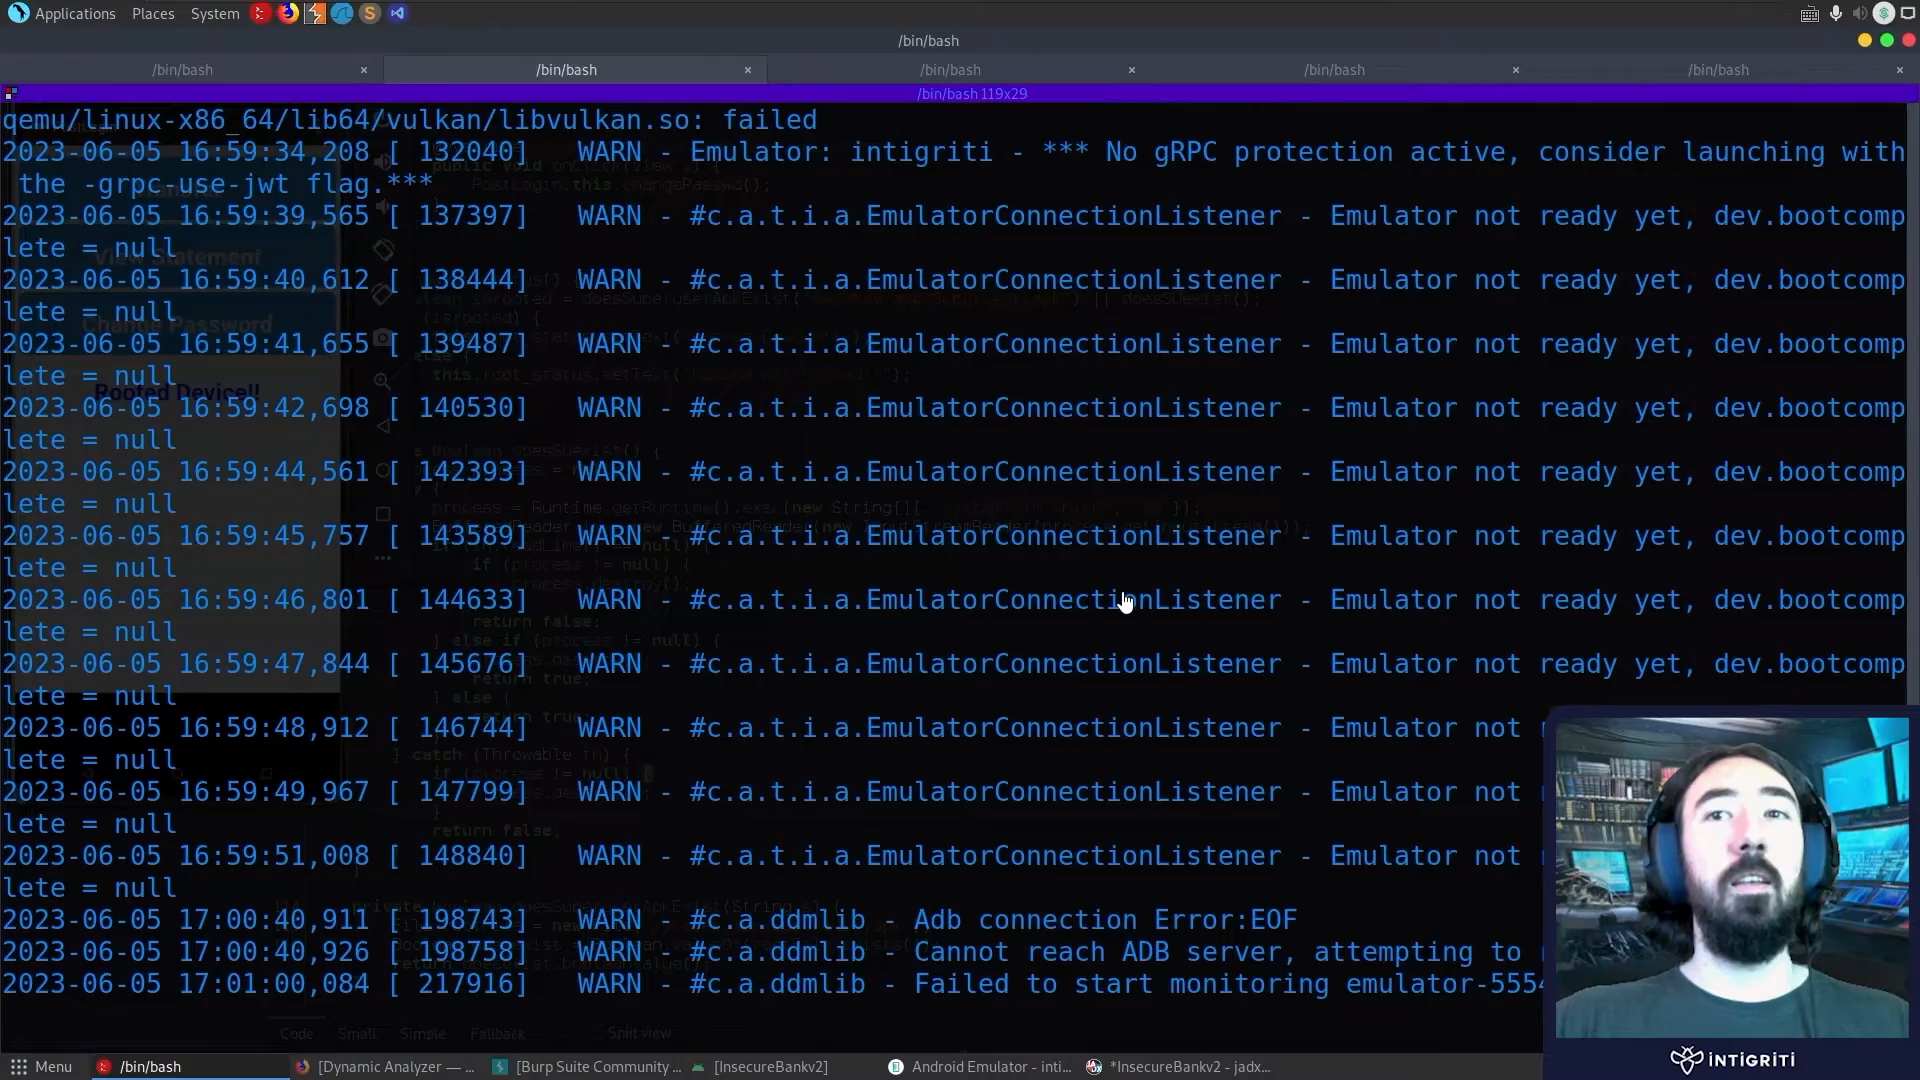 Applications Places System
/bin/bash
/bin/bash × /bin/bash × /bin/bash × /bin/bash × /bin/bash ×
/bin/bash 119x29
qemu/linux-x86_64/lib64/vulkan/libvulkan.so: failed
2023-06-05 16:59:34,208 [ 132040]   WARN - Emulator: intigriti - *** No gRPC protection active, consider launching with
the -grpc-use-jwt flag.***
2023-06-05 16:59:39,565 [ 137397]   WARN - #c.a.t.i.a.EmulatorConnectionListener - Emulator not ready yet, dev.bootcomp
lete = null
2023-06-05 16:59:40,612 [ 138444]   WARN - #c.a.t.i.a.EmulatorConnectionListener - Emulator not ready yet, dev.bootcomp
lete = null
2023-06-05 16:59:41,655 [ 139487]   WARN - #c.a.t.i.a.EmulatorConnectionListener - Emulator not ready yet, dev.bootcomp
lete = null
2023-06-05 16:59:42,698 [ 140530]   WARN - #c.a.t.i.a.EmulatorConnectionListener - Emulator not ready yet, dev.bootcomp
lete = null
2023-06-05 16:59:44,561 [ 142393]   WARN - #c.a.t.i.a.EmulatorConnectionListener - Emulator not ready yet, dev.bootcomp
lete = null
2023-06-05 16:59:45,757 [ 143589]   WARN - #c.a.t.i.a.EmulatorConnectionListener - Emulator not ready yet, dev.bootcomp
lete = null
2023-06-05 16:59:46,801 [ 144633]   WARN - #c.a.t.i.a.EmulatorConnectionListener - Emulator not ready yet, dev.bootcomp
lete = null
2023-06-05 16:59:47,844 [ 145676]   WARN - #c.a.t.i.a.EmulatorConnectionListener - Emulator not ready yet, dev.bootcomp
lete = null
2023-06-05 16:59:48,912 [ 146744]   WARN - #c.a.t.i.a.EmulatorConnectionListener - Emulator not
lete = null
2023-06-05 16:59:49,967 [ 147799]   WARN - #c.a.t.i.a.EmulatorConnectionListener - Emulator not
lete = null
2023-06-05 16:59:51,008 [ 148840]   WARN - #c.a.t.i.a.EmulatorConnectionListener - Emulator not
lete = null
2023-06-05 17:00:40,911 [ 198743]   WARN - #c.a.ddmlib - Adb connection Error:EOF
2023-06-05 17:00:40,926 [ 198758]   WARN - #c.a.ddmlib - Cannot reach ADB server, attempting to
2023-06-05 17:01:00,084 [ 217916]   WARN - #c.a.ddmlib - Failed to start monitoring emulator-5554
View Statement
Change Password
Rooted Device!!
Code Small Simple Fallback Split view
Menu /bin/bash [Dynamic Analyzer — ... [Burp Suite Community ... [InsecureBankv2] Android Emulator - inti... *InsecureBankv2 - jadx...
INTIGRITI